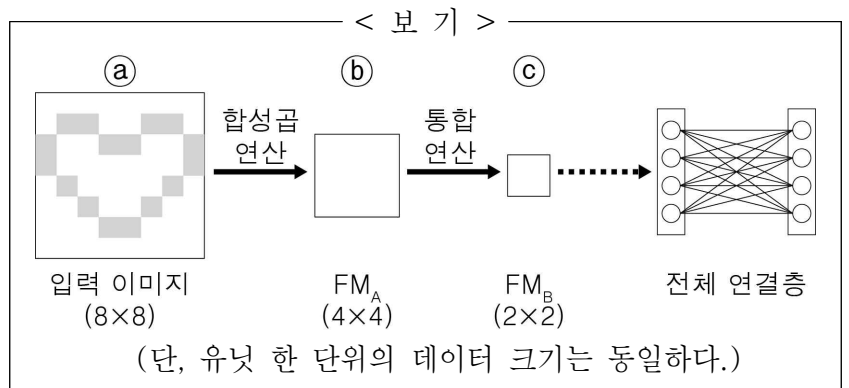 < 보 기 >
ⓐ ⓑ ⓒ
합성곱 통합
연산 연산
입력 이미지 FM_A FM_B 전체 연결층
(8×8) (4×4) (2×2)
(단, 유닛 한 단위의 데이터 크기는 동일하다.)